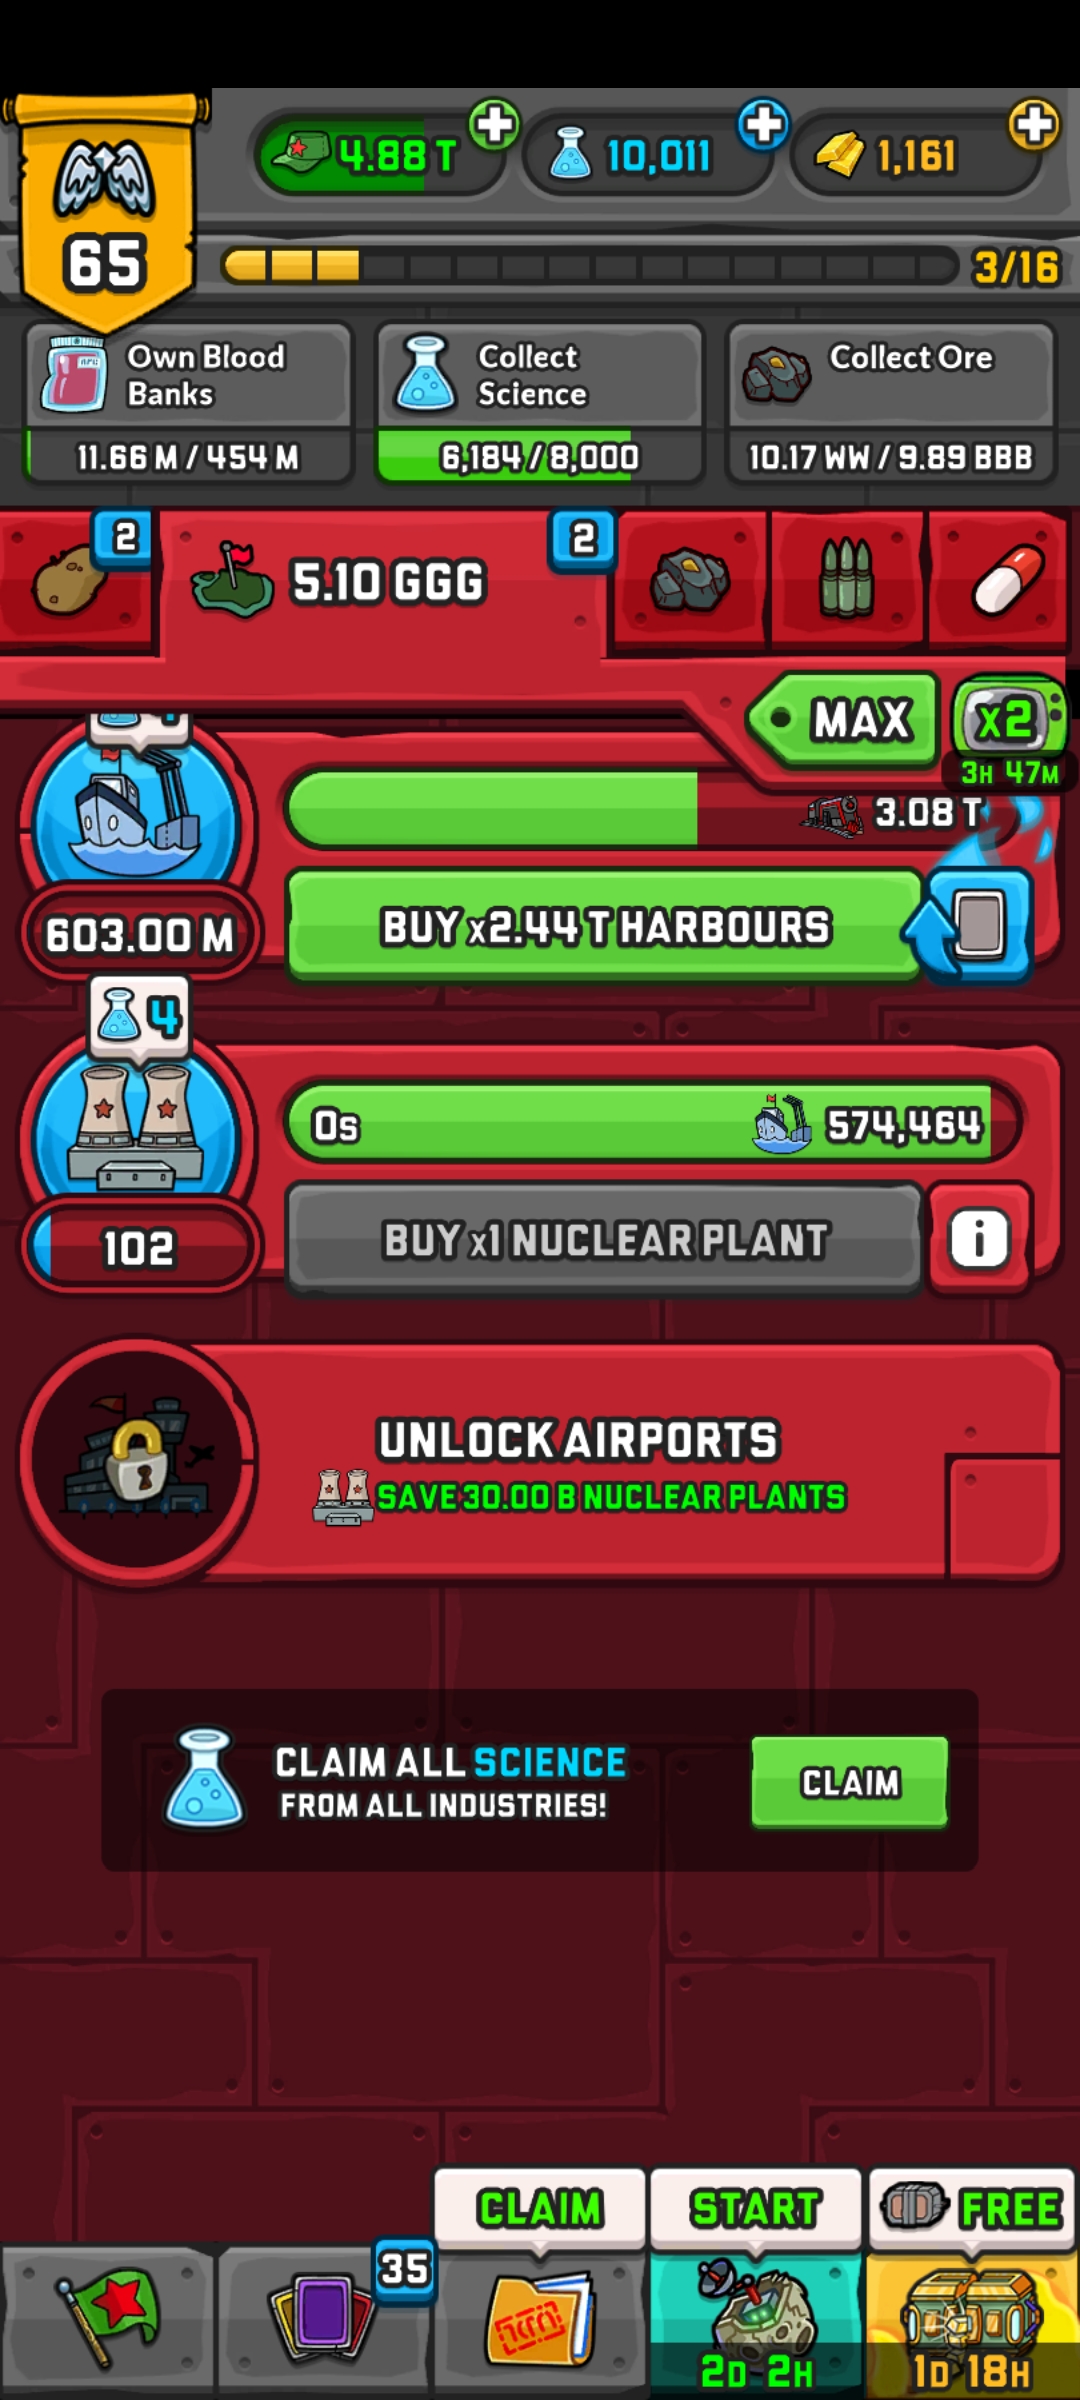 4.88 T
10,011
1,161
65
3/16
Own Blood
Banks
11.66 M / 454 M
Collect
Science
6,184 / 8,000
Collect Ore
10.17 WW / 9.89 BBB
2
5.10 GGG
2
MAX
x2
3H 47M
3.08 T
603.00 M
BUY x2.44 T HARBOURS
4
0s
574,464
102
BUY x1 NUCLEAR PLANT
i
UNLOCK AIRPORTS
SAVE 30.00 B NUCLEAR PLANTS
CLAIM ALL SCIENCE
FROM ALL INDUSTRIES!
CLAIM
CLAIM
START
FREE
35
2D 2H
1D 18H